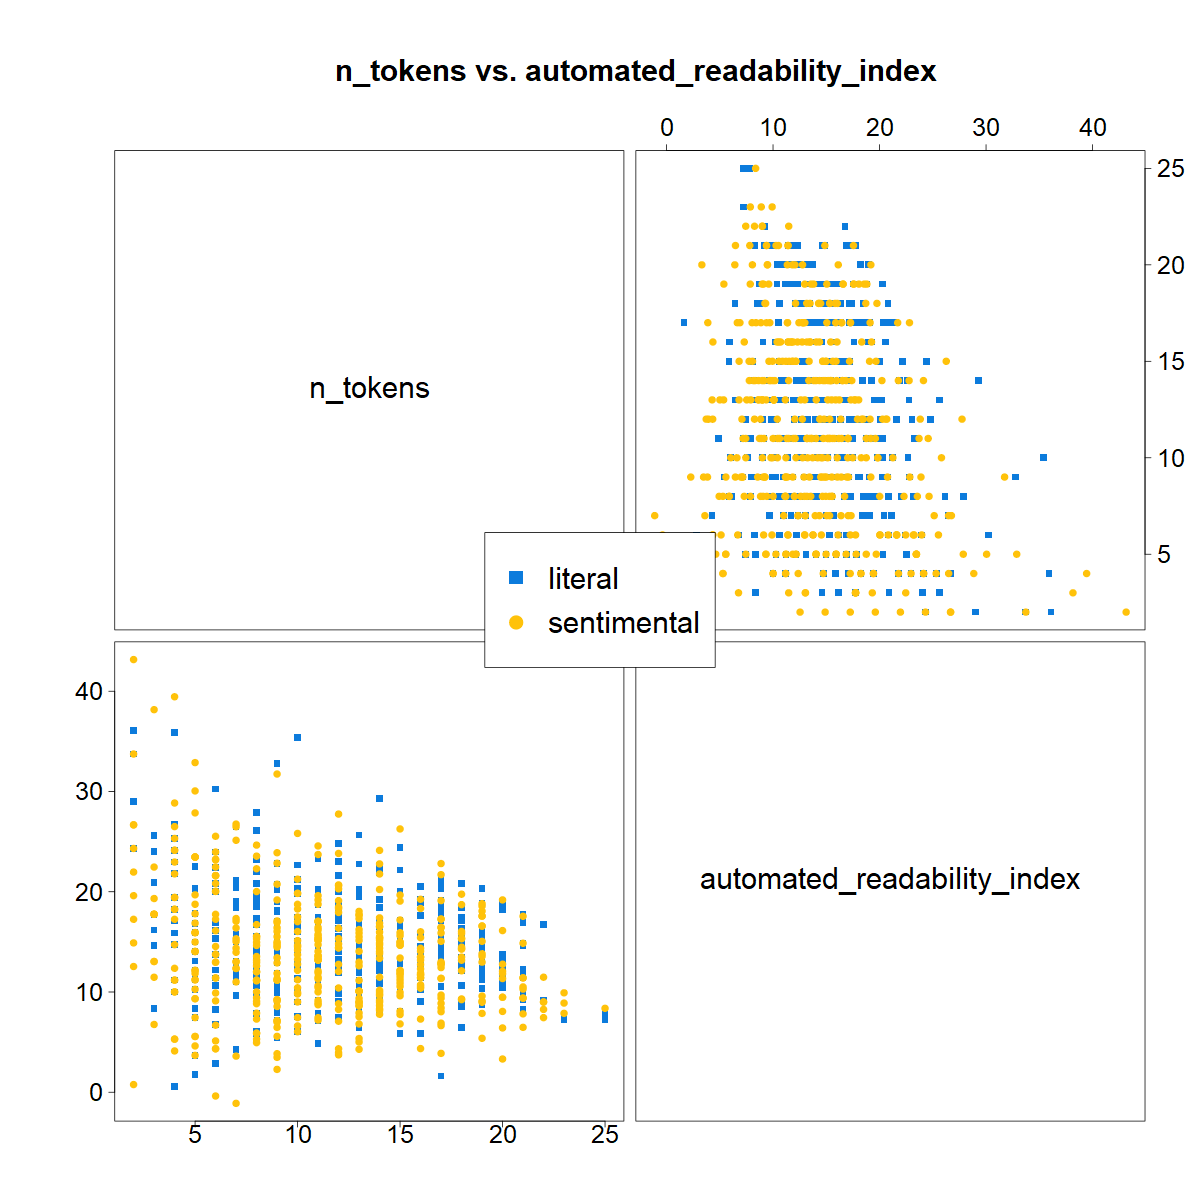 n_tokens vs. automated_readability_index
0 10 20 30 40
n_tokens
25
20
15
10
5
literal
sentimental
40
30
20
10
0
automated_readability_index
5 10 15 20 25